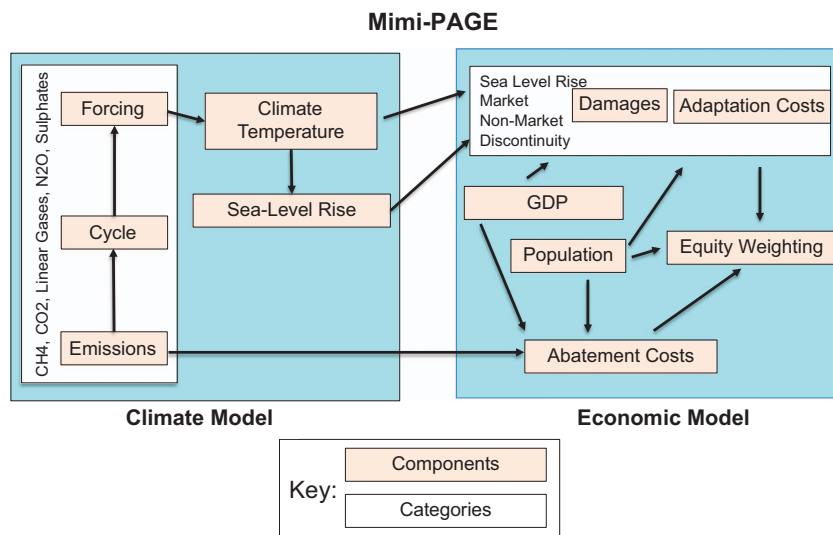 Mimi-PAGE
CH4, CO2, Linear Gases, N2O, Sulphates
Forcing
Cycle
Emissions
Climate
Temperature
Sea-Level Rise
Sea Level Rise
Market
Non-Market
Discontinuity
Damages
Adaptation Costs
GDP
Population
Equity Weighting
Abatement Costs
Climate Model
Economic Model
Key:
Components
Categories